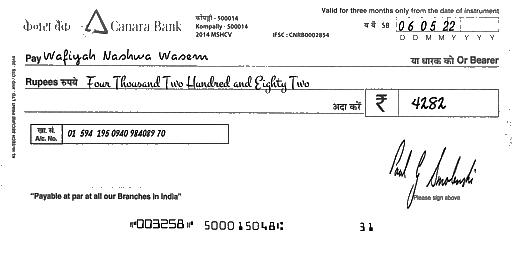 Valid for three months only from the date of instrument
केनरा बैंक Canara Bank
कोंपल्ली - 500014
Kompally - 500014
2014 MSHCV
IFSC : CNRB0002854
SB 06 05 22
D D M M Y Y Y Y
Pay Wafiyah Nashwa Wasem
या धारक को Or Bearer
Rupees रुपये Four Thousand Two Hundred and Eighty Two
अदा करें ₹ 4282
खा. सं.
A/c. No. 01 594 195 0940 984089 70
Please sign above
"Payable at par at all our Branches in India"
⑈003258⑈ 500015048⑆ 31